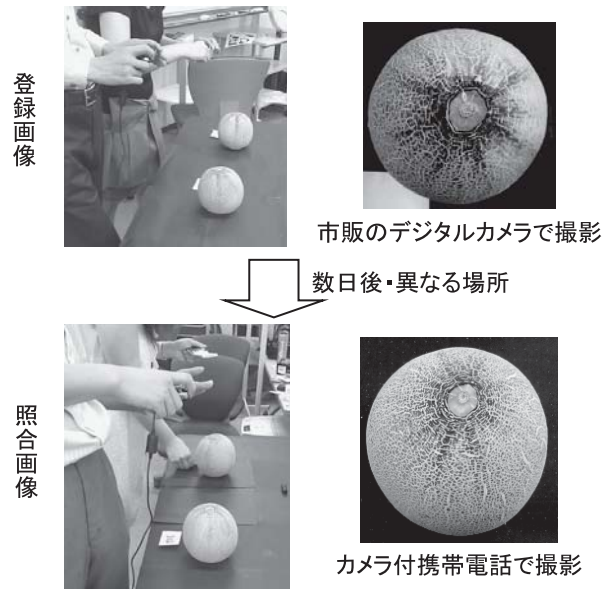 登録画像
市販のデジタルカメラで撮影
数日後・異なる場所
照合画像
カメラ付携帯電話で撮影